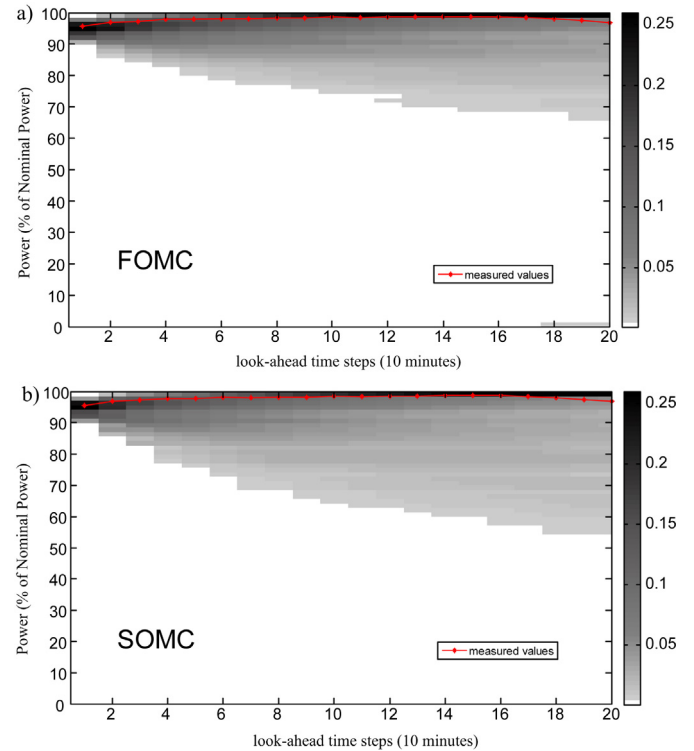 a)
100
90
80
70
60
50
40
30
20
10
0
Power (% of Nominal Power)
FOMC
measured values
2 4 6 8 10 12 14 16 18 20
look-ahead time steps (10 minutes)
0.25
0.2
0.15
0.1
0.05
b)
100
90
80
70
60
50
40
30
20
10
0
Power (% of Nominal Power)
SOMC
measured values
2 4 6 8 10 12 14 16 18 20
look-ahead time steps (10 minutes)
0.25
0.2
0.15
0.1
0.05